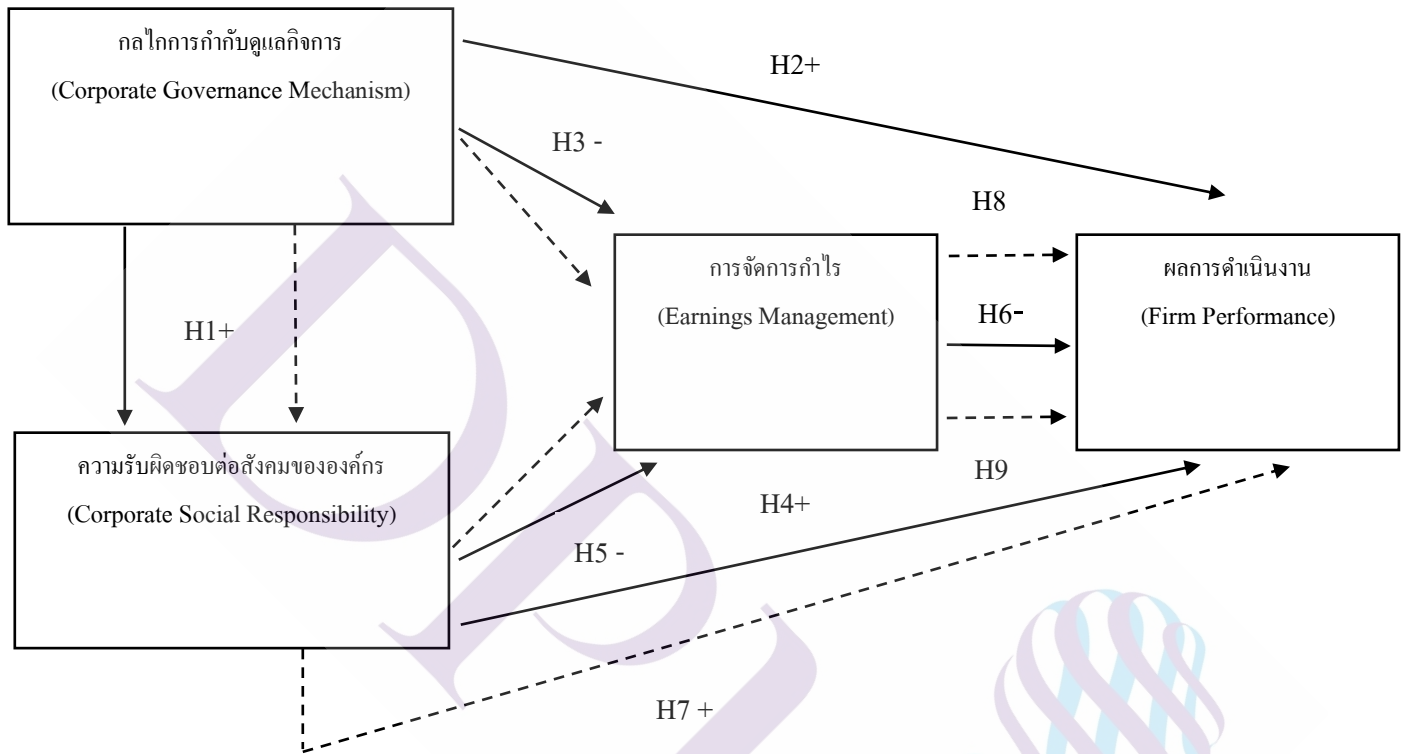 กลไกการกำกับดูแลกิจการ
(Corporate Governance Mechanism)
H2+
H3 -
H8
การจัดการกำไร
(Earnings Management)
ผลการดำเนินงาน
(Firm Performance)
H6-
H1+
ความรับผิดชอบต่อสังคมขององค์กร
(Corporate Social Responsibility)
H9
H4+
H5 -
H7 +
DPU